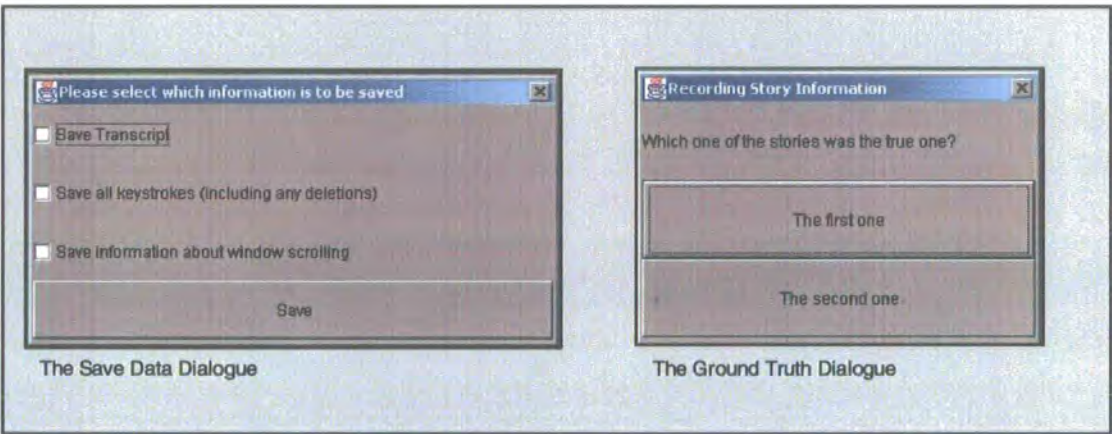 Please select which information is to be saved
Save Transcript
Save all keystrokes (including any deletions)
Save information about window scrolling
Save
The Save Data Dialogue
Recording Story Information
Which one of the stories was the true one?
The first one
The second one
The Ground Truth Dialogue